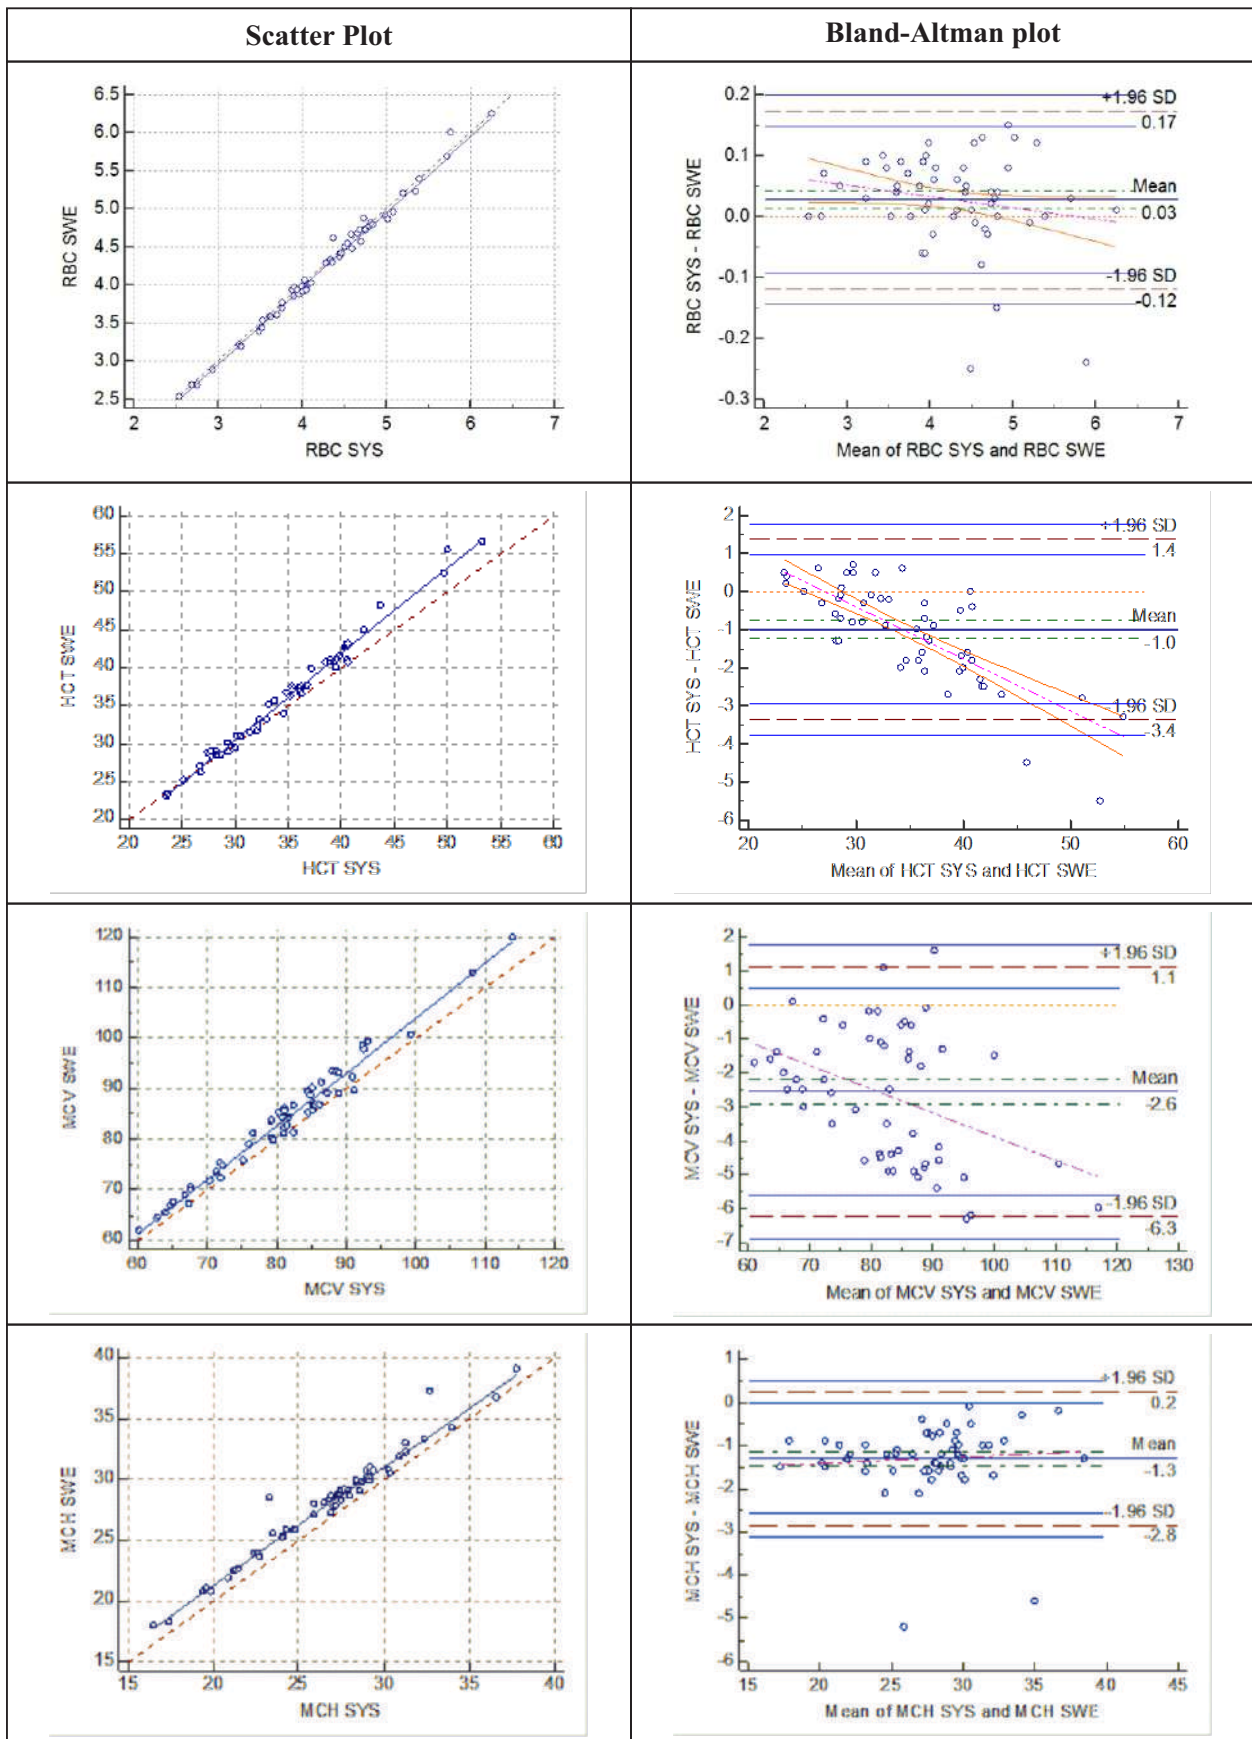 Scatter Plot
Bland-Altman plot
6.5
6.0
5.5
5.0
4.5
4.0
3.5
3.0
2.5
RBC SWE
2 3 4 5 6 7
RBC SYS
0.2
0.1
0.0
-0.1
-0.2
-0.3
RBC SYS - RBC SWE
+1.96 SD
0.17
Mean
0.03
-1.96 SD
-0.12
2 3 4 5 6 7
Mean of RBC SYS and RBC SWE
60
55
50
45
40
35
30
25
20
HCT SWE
20 25 30 35 40 45 50 55 60
HCT SYS
2
1
0
-1
-2
-3
-4
-5
-6
HCT SYS - HCT SWE
+1.96 SD
1.4
Mean
-1.0
-1.96 SD
-3.4
20 30 40 50 60
Mean of HCT SYS and HCT SWE
120
110
100
90
80
70
60
MCV SWE
60 70 80 90 100 110 120
MCV SYS
2
1
0
-1
-2
-3
-4
-5
-6
-7
MCV SYS - MCV SWE
+1.96 SD
1.1
Mean
-2.6
-1.96 SD
-6.3
60 70 80 90 100 110 120 130
Mean of MCV SYS and MCV SWE
40
35
30
25
20
15
MCH SWE
15 20 25 30 35 40
MCH SYS
1
0
-1
-2
-3
-4
-5
-6
MCH SYS - MCH SWE
+1.96 SD
0.2
Mean
-1.3
-1.96 SD
-2.8
15 20 25 30 35 40 45
Mean of MCH SYS and MCH SWE